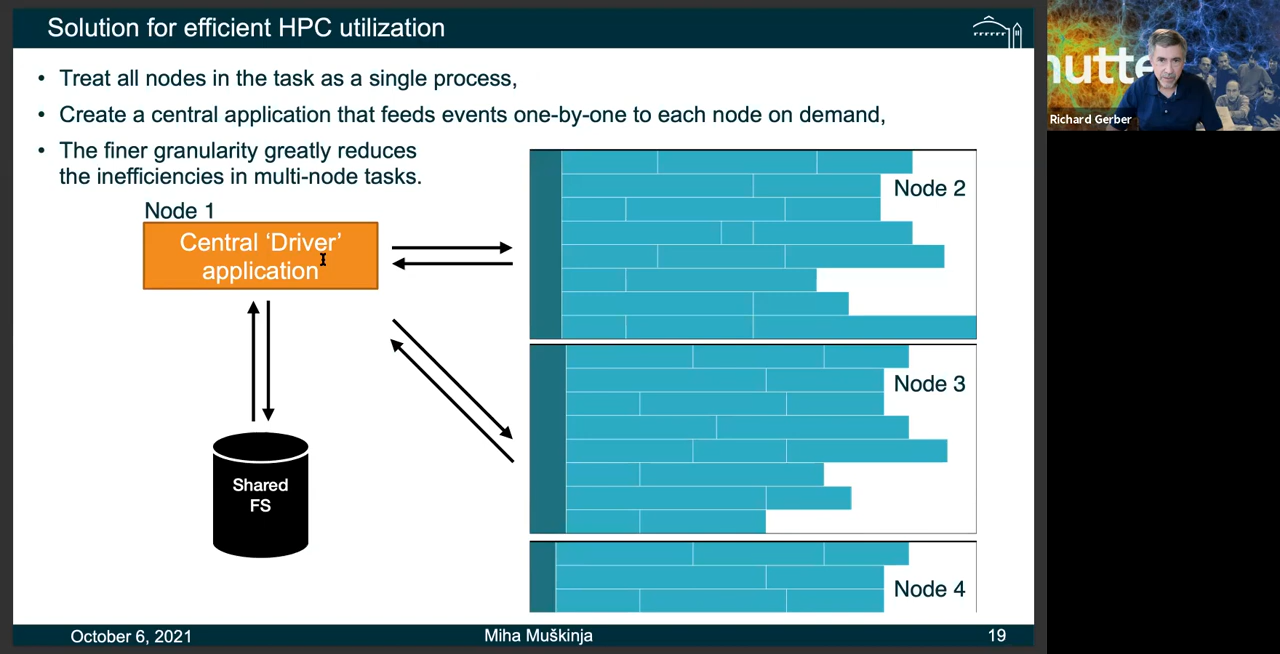 Solution for efficient HPC utilization
• Treat all nodes in the task as a single process,
• Create a central application that feeds events one-by-one to each node on demand,
• The finer granularity greatly reduces
the inefficiencies in multi-node tasks.
Node 1
Central ‘Driver’
application
Shared
FS
Node 2
Node 3
Node 4
October 6, 2021
Miha Muškinja
19
utte
Richard Gerber